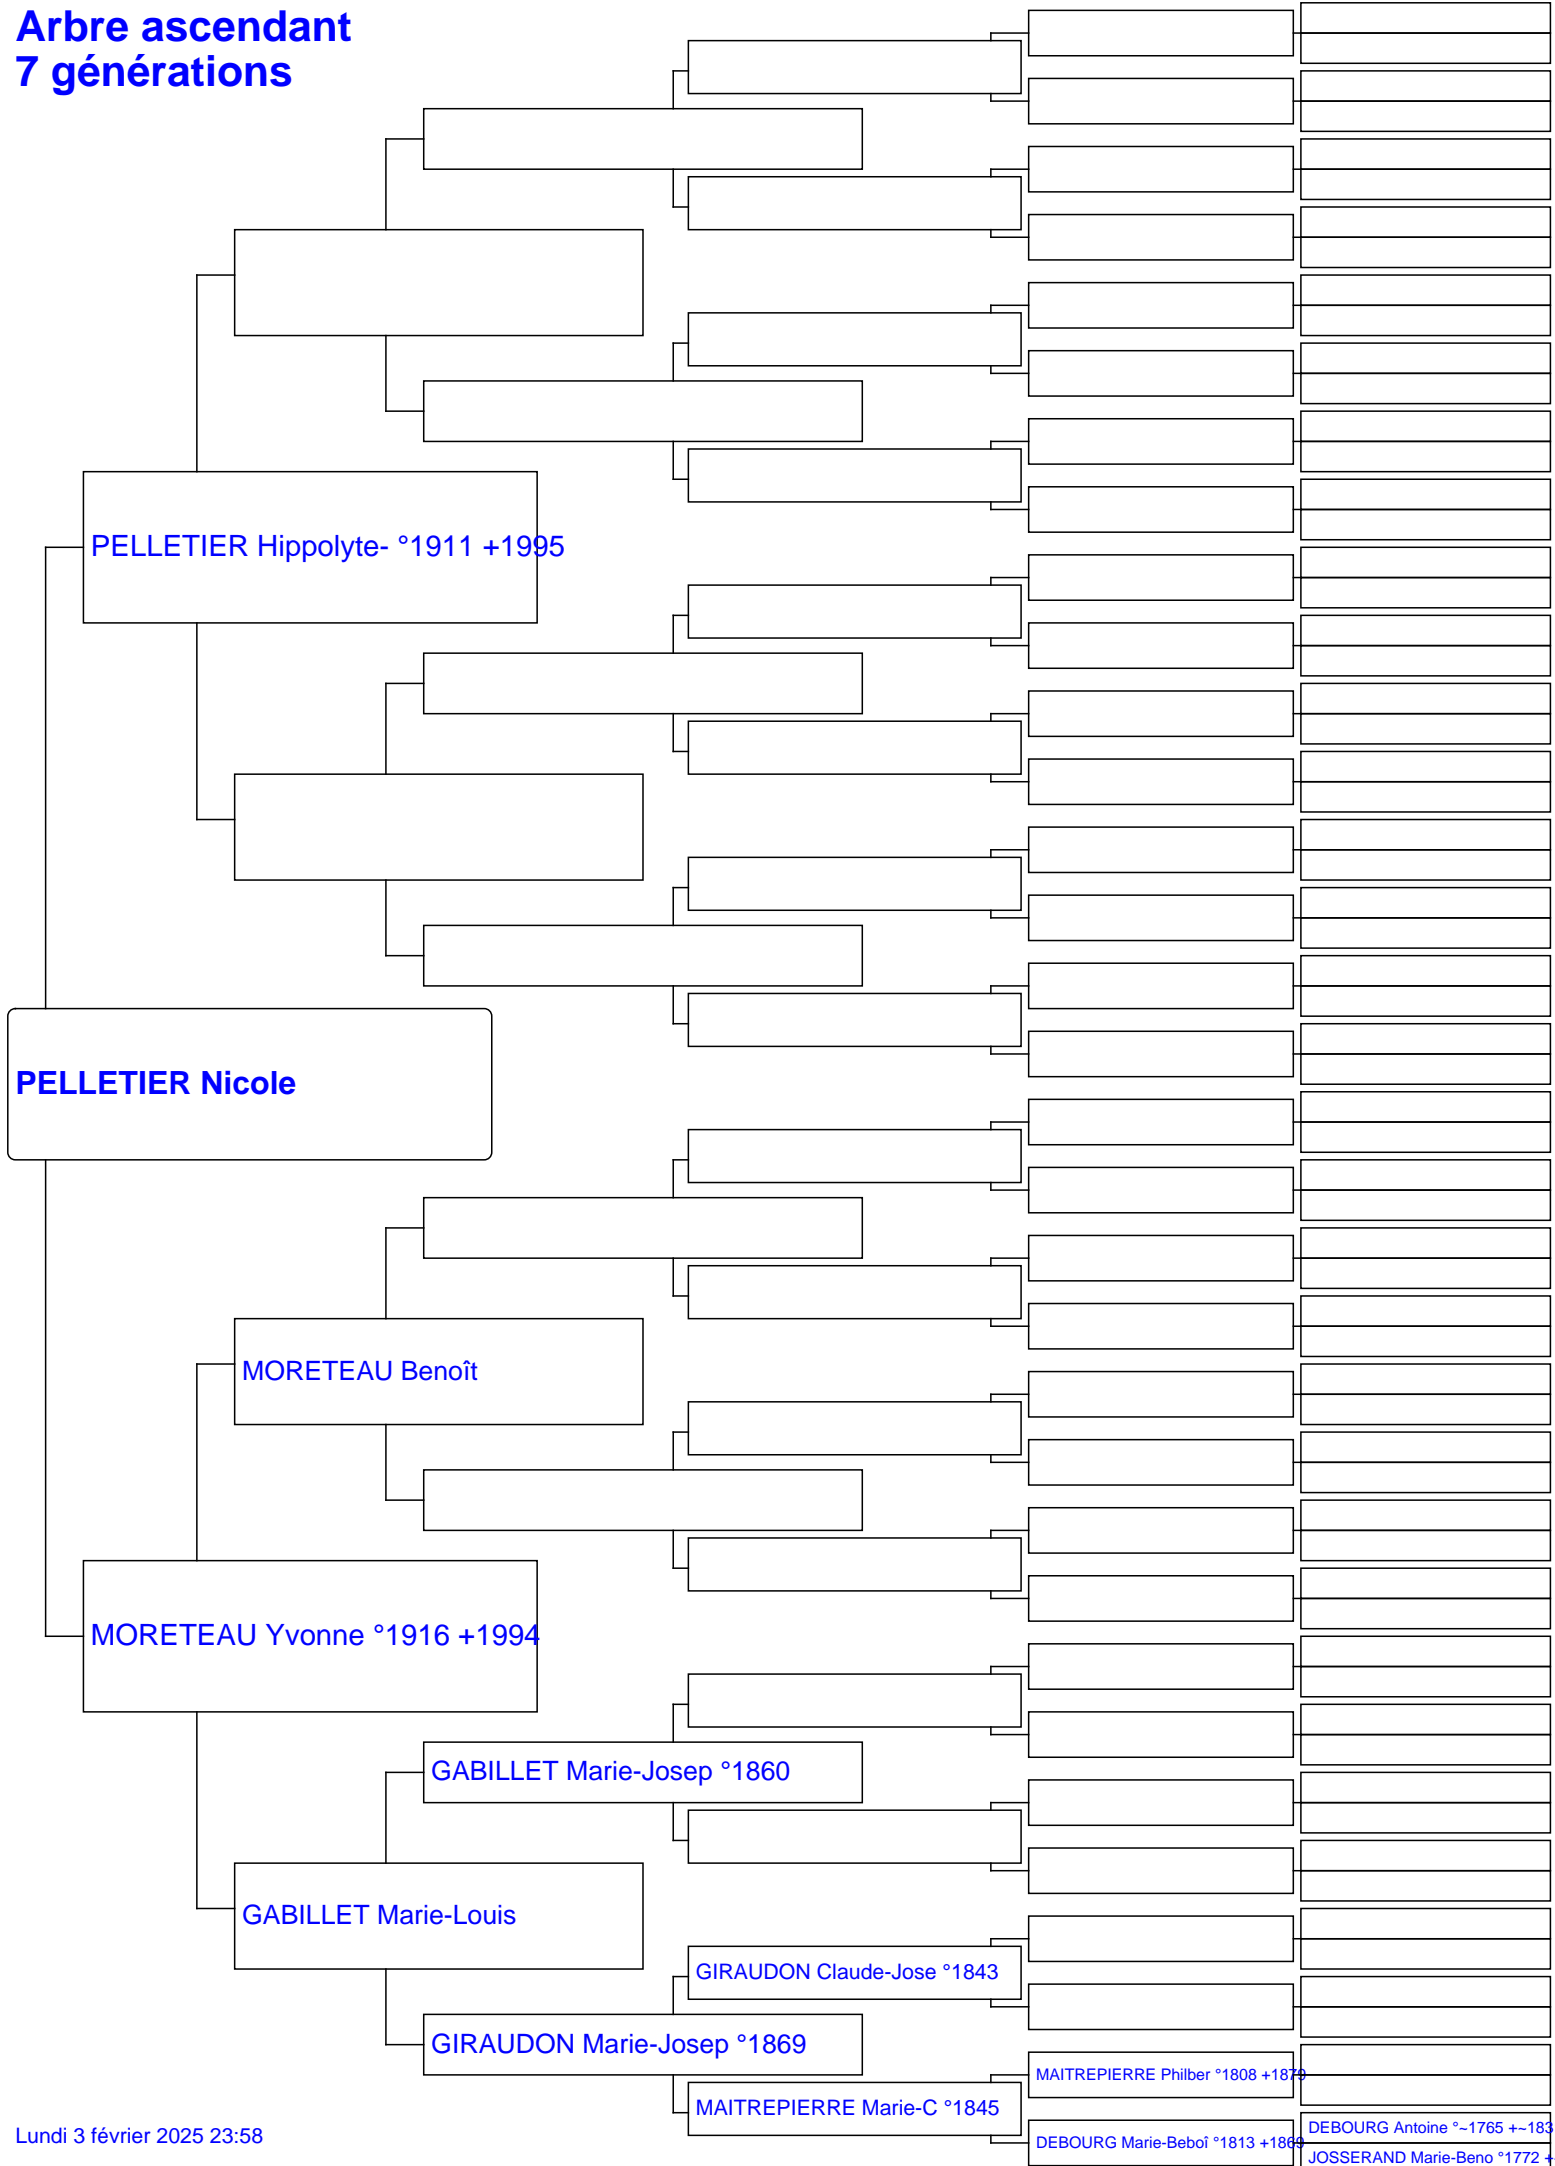 Arbre ascendant
7 générations
PELLETIER Hippolyte- °1911 +1995
PELLETIER Nicole
MORETEAU Benoît
MORETEAU Yvonne °1916 +1994
GABILLET Marie-Josep °1860
GABILLET Marie-Louis
GIRAUDON Claude-Jose °1843
GIRAUDON Marie-Josep °1869
MAITREPIERRE Philber °1808 +1879
MAITREPIERRE Marie-C °1845
DEBOURG Antoine °~1765 +~183
DEBOURG Marie-Beboî °1813 +1869
JOSSERAND Marie-Beno °1772 +
Lundi 3 février 2025 23:58